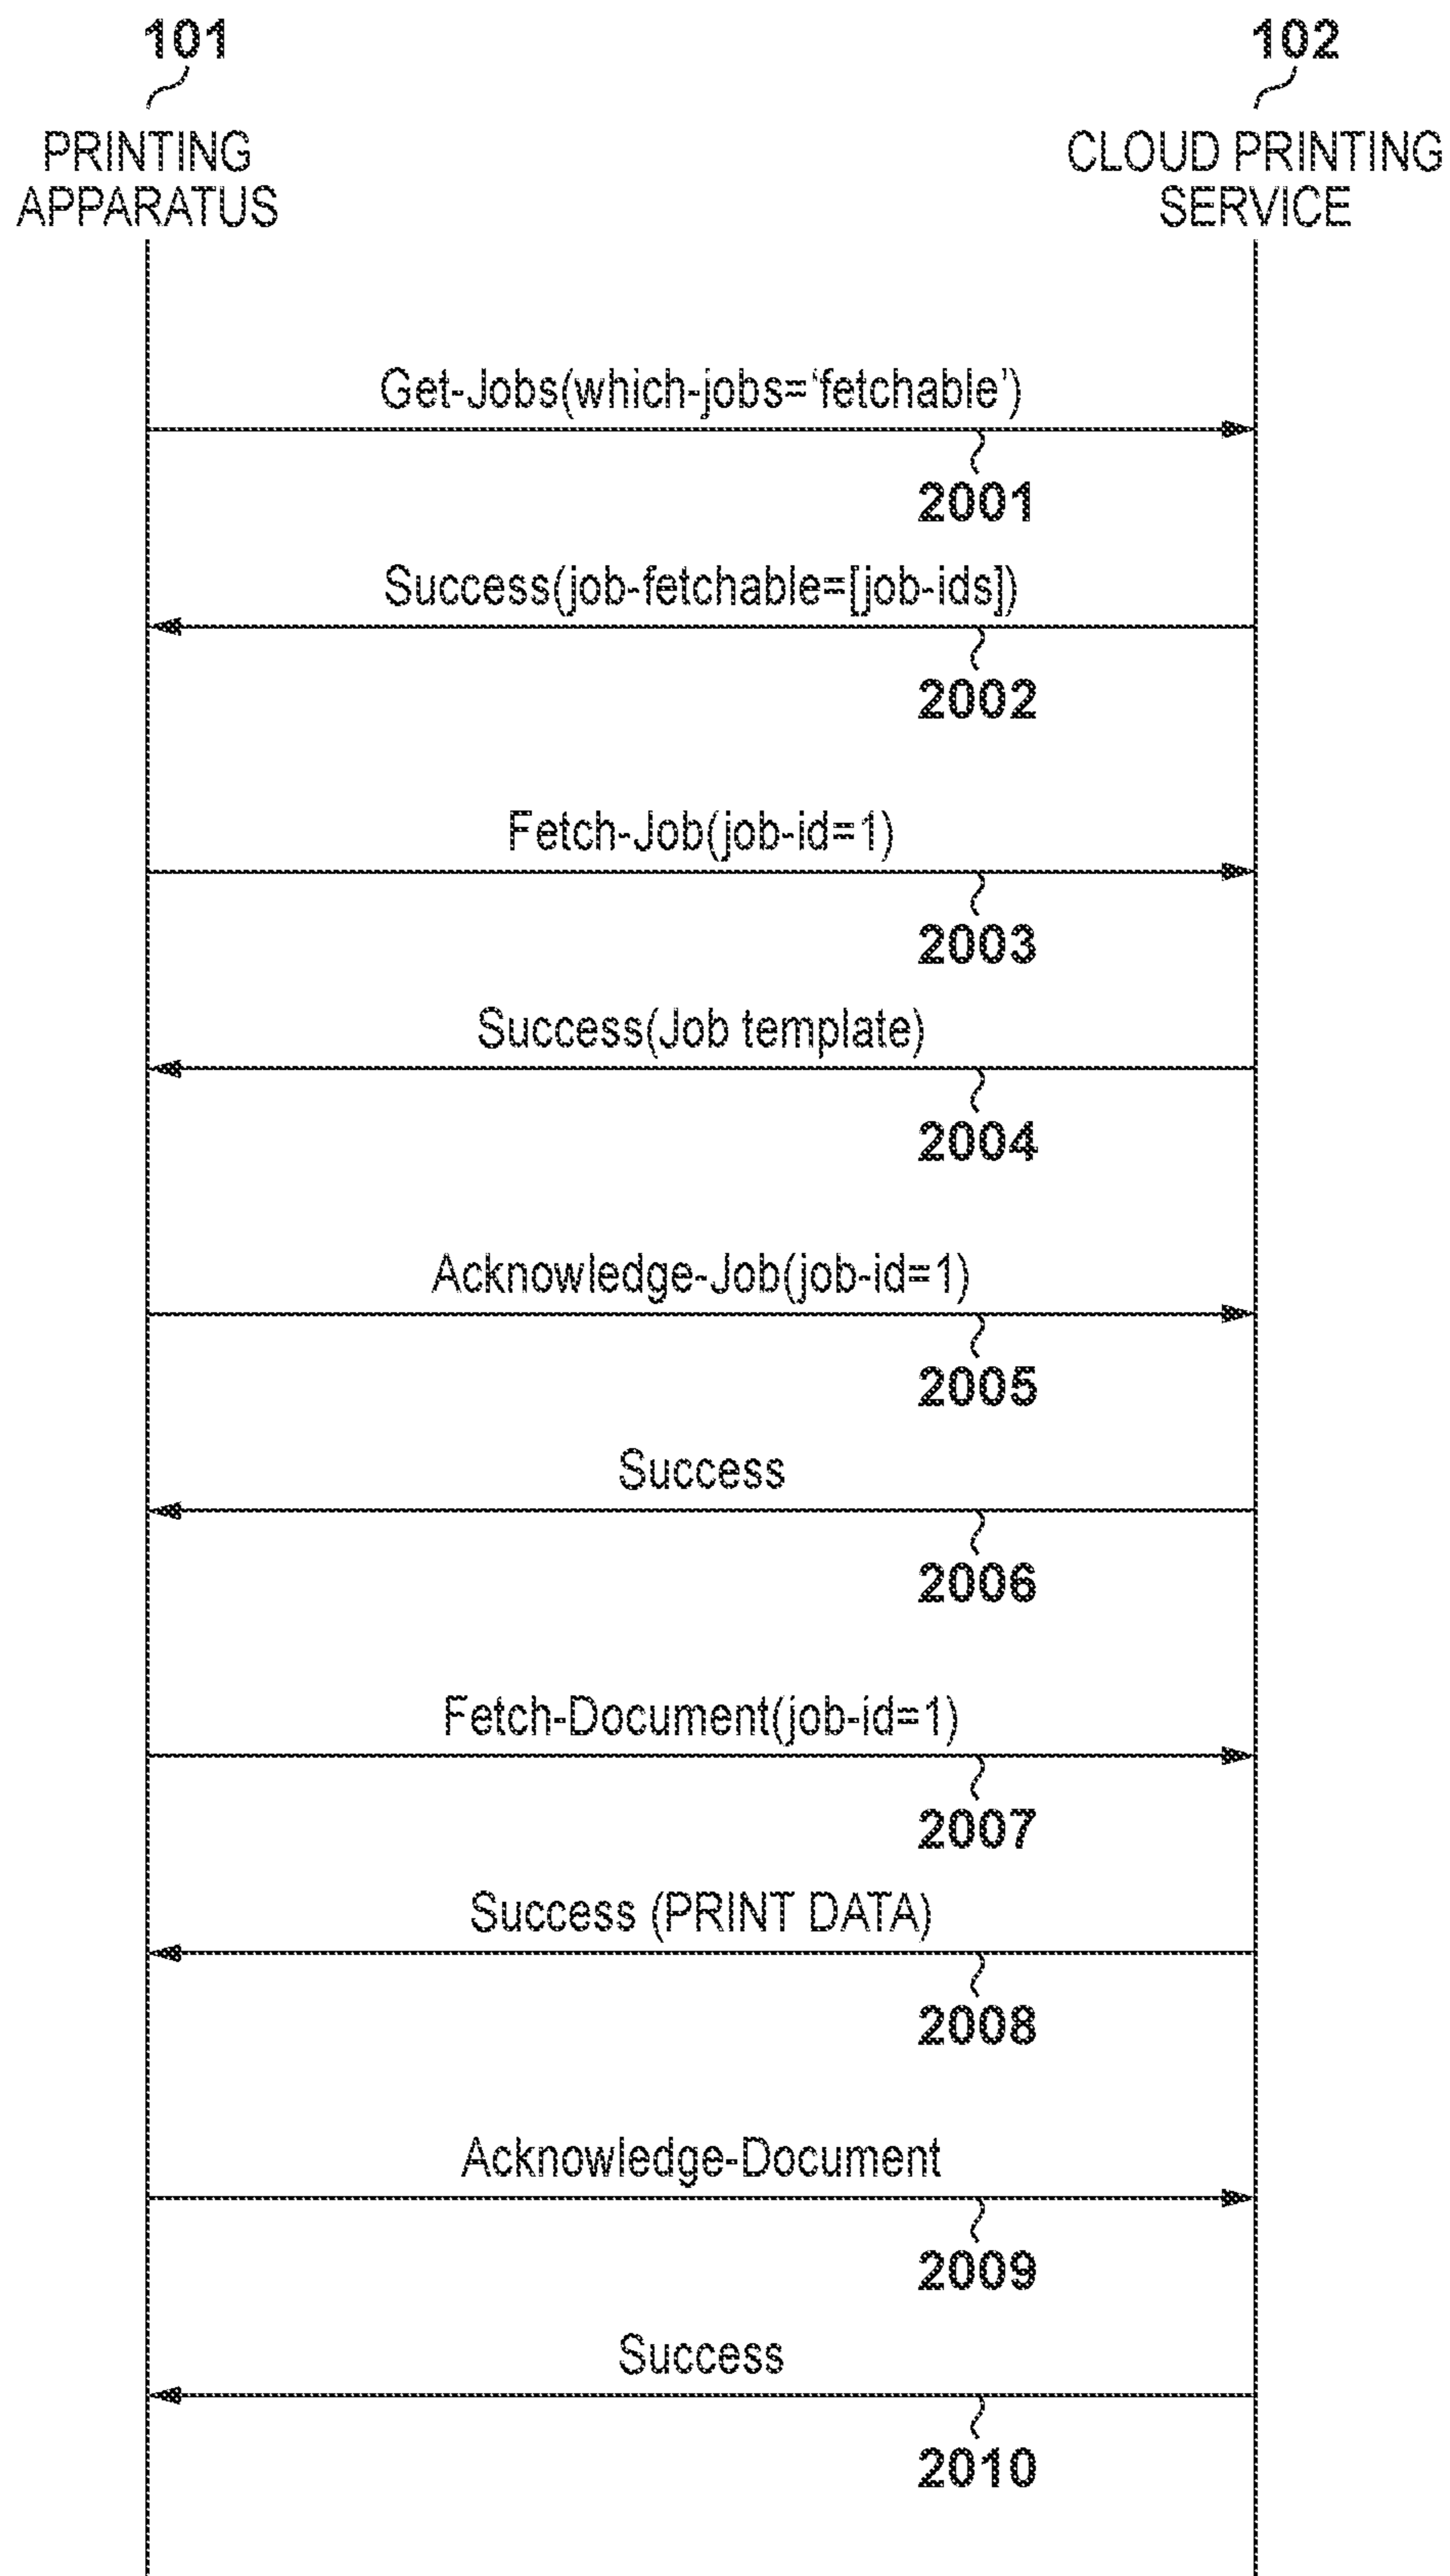 101
102
PRINTING
APPARATUS
CLOUD PRINTING
SERVICE
Get-Jobs(which-jobs=‘fetchable’)
2001
Success(job-fetchable=[job-ids])
2002
Fetch-Job(job-id=1)
2003
Success(Job template)
2004
Acknowledge-Job(job-id=1)
2005
Success
2006
Fetch-Document(job-id=1)
2007
Success (PRINT DATA)
2008
Acknowledge-Document
2009
Success
2010